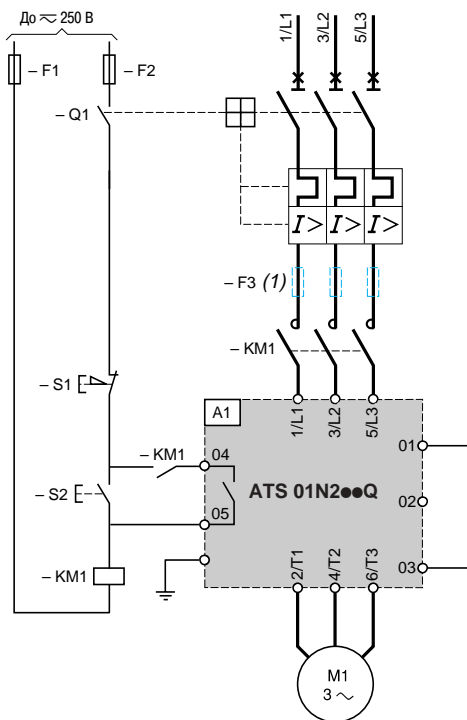 До ≂ 250 В
– F1
– F2
– Q1
1/L1
3/L2
5/L3
I>
I>
I>
– F3 (1)
– KM1
– S1
A1
1/L1
3/L2
5/L3
– KM1
04
01
ATS 01N2●●Q
– S2
05
02
– KM1
03
2/T1
4/T2
6/T3
M1
3 ~